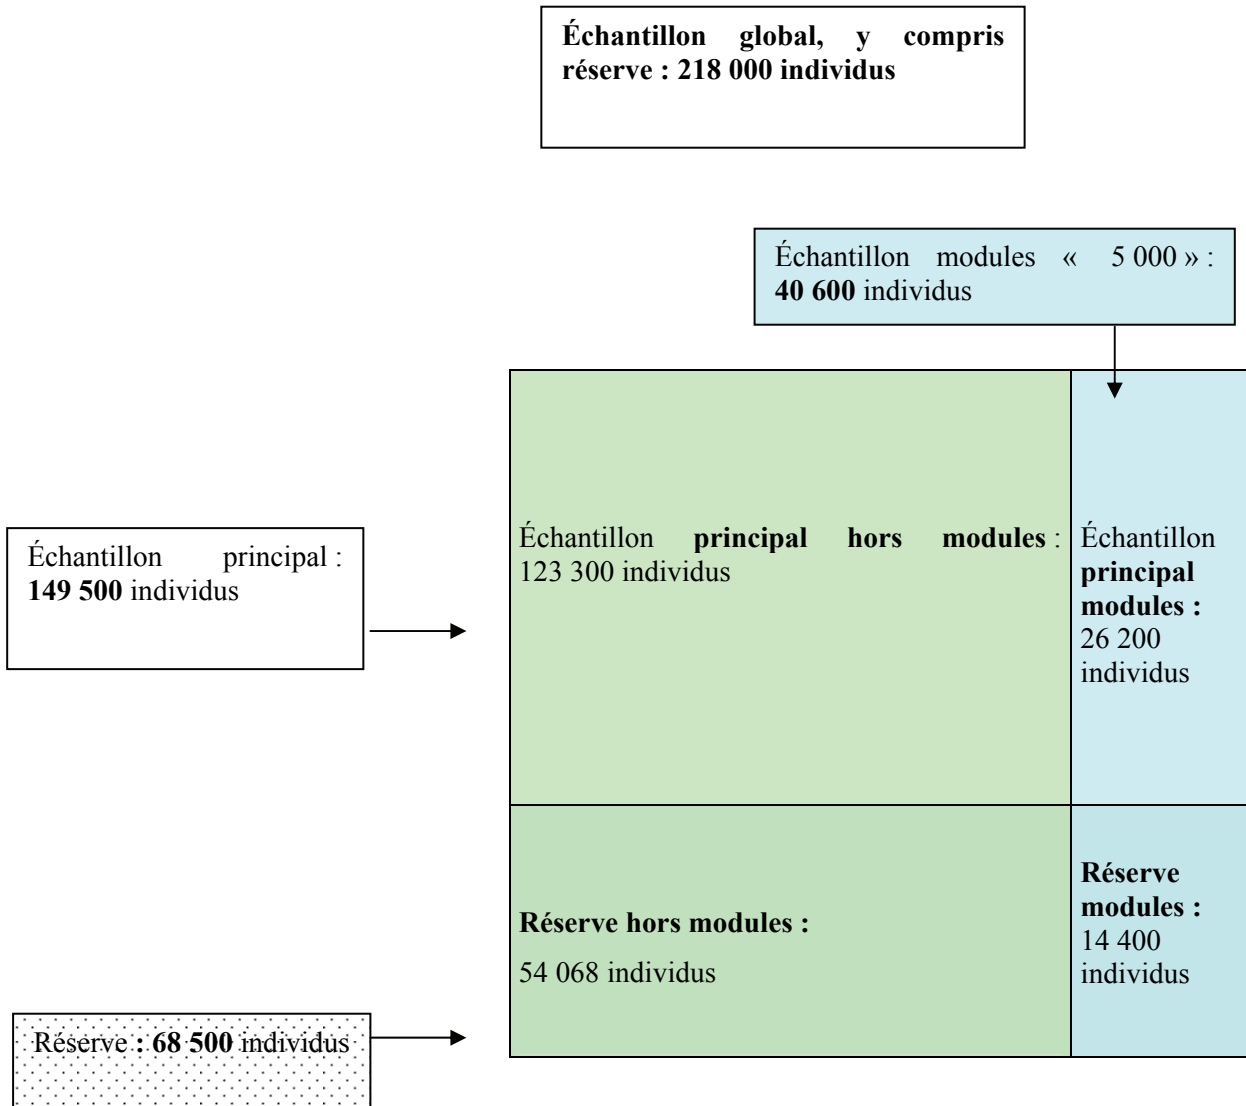 Échantillon global, y compris
réserve : 218 000 individus
Échantillon modules « 5 000 » :
40 600 individus
Échantillon principal :
149 500 individus
Échantillon principal hors modules :
123 300 individus
Échantillon
principal
modules :
26 200
individus
Réserve hors modules :
54 068 individus
Réserve
modules :
14 400
individus
Réserve : 68 500 individus